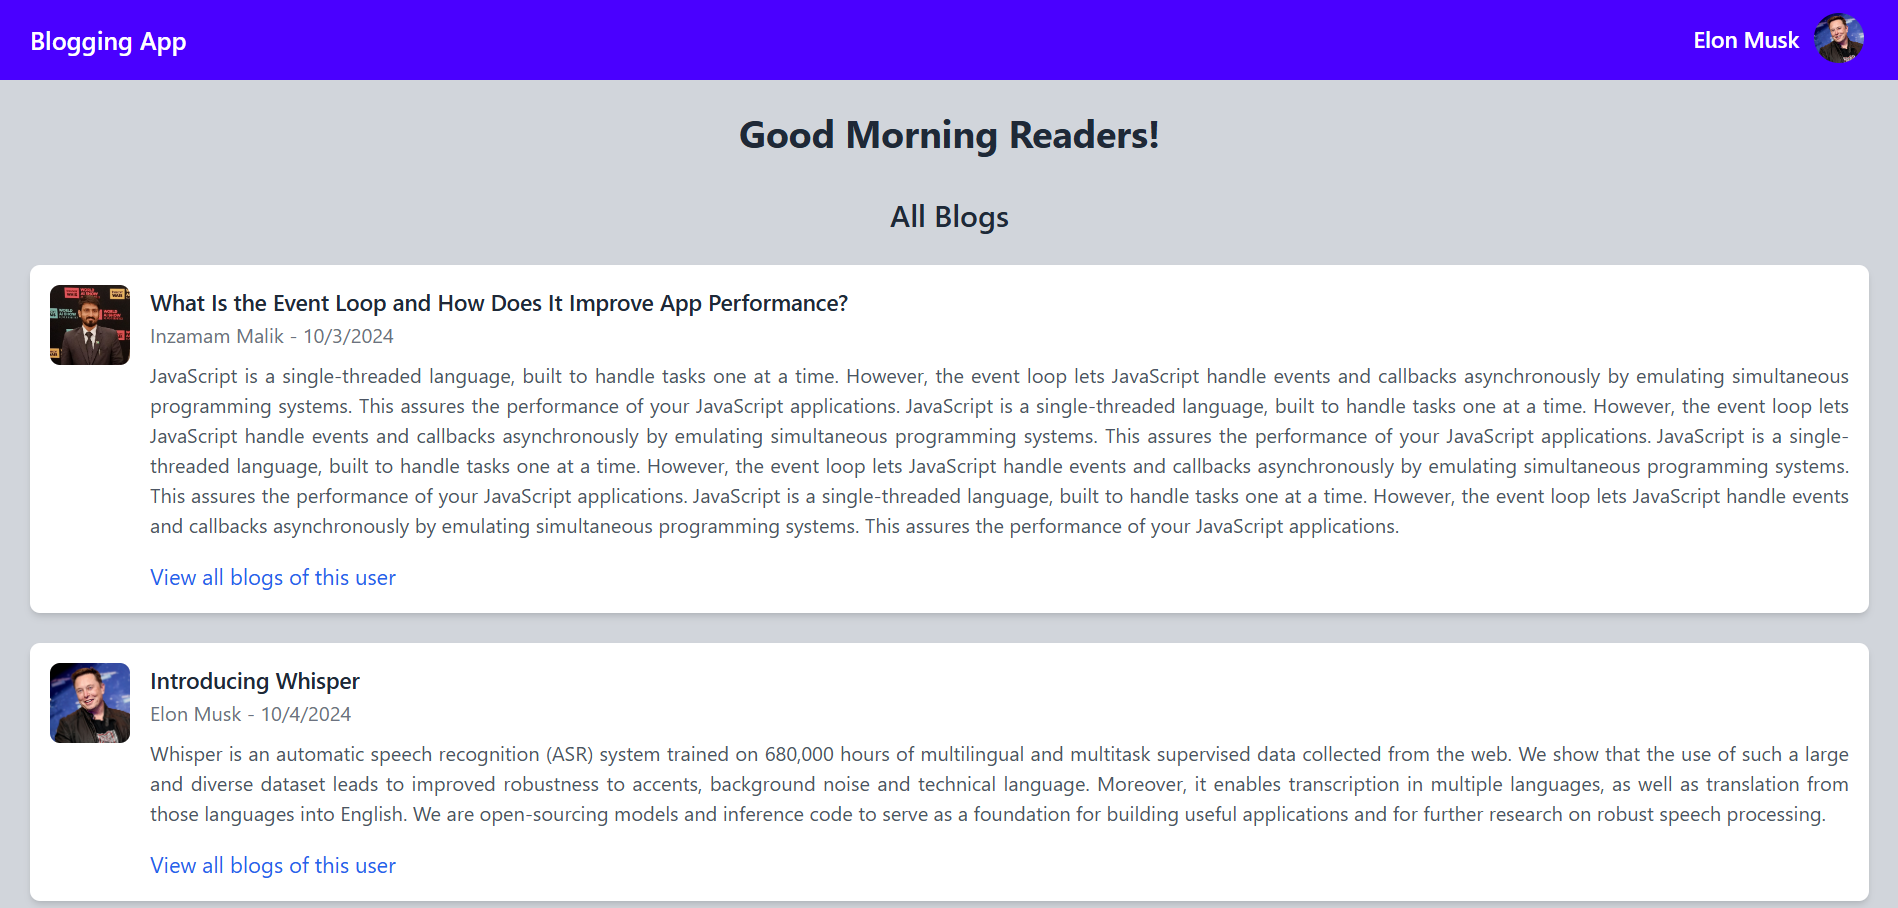 Blogging App
Elon Musk
Good Morning Readers!
All Blogs
What Is the Event Loop and How Does It Improve App Performance?
Inzamam Malik - 10/3/2024
JavaScript is a single-threaded language, built to handle tasks one at a time. However, the event loop lets JavaScript handle events and callbacks asynchronously by emulating simultaneous
programming systems. This assures the performance of your JavaScript applications. JavaScript is a single-threaded language, built to handle tasks one at a time. However, the event loop lets
JavaScript handle events and callbacks asynchronously by emulating simultaneous programming systems. This assures the performance of your JavaScript applications. JavaScript is a single-
threaded language, built to handle tasks one at a time. However, the event loop lets JavaScript handle events and callbacks asynchronously by emulating simultaneous programming systems.
This assures the performance of your JavaScript applications. JavaScript is a single-threaded language, built to handle tasks one at a time. However, the event loop lets JavaScript handle events
and callbacks asynchronously by emulating simultaneous programming systems. This assures the performance of your JavaScript applications.
View all blogs of this user
Introducing Whisper
Elon Musk - 10/4/2024
Whisper is an automatic speech recognition (ASR) system trained on 680,000 hours of multilingual and multitask supervised data collected from the web. We show that the use of such a large
and diverse dataset leads to improved robustness to accents, background noise and technical language. Moreover, it enables transcription in multiple languages, as well as translation from
those languages into English. We are open-sourcing models and inference code to serve as a foundation for building useful applications and for further research on robust speech processing.
View all blogs of this user